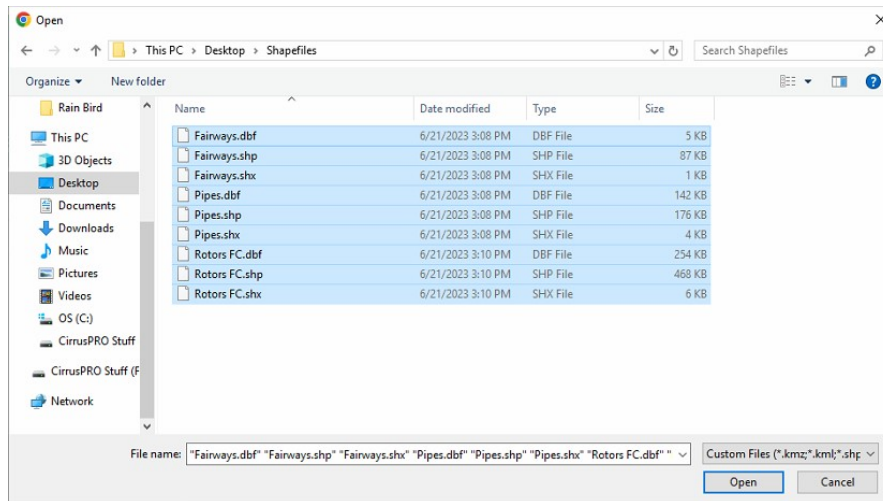 Open
This PC > Desktop > Shapefiles
Search Shapefiles
Organize
New folder
Name
Date modified
Type
Size
Rain Bird
This PC
3D Objects
Desktop
Documents
Downloads
Music
Pictures
Videos
OS (C:)
CirrusPRO Stuff
CirrusPRO Stuff (F
Network
Fairways.dbf 6/21/2023 3:08 PM DBF File 5 KB
Fairways.shp 6/21/2023 3:08 PM SHP File 87 KB
Fairways.shx 6/21/2023 3:08 PM SHX File 1 KB
Pipes.dbf 6/21/2023 3:08 PM DBF File 142 KB
Pipes.shp 6/21/2023 3:08 PM SHP File 176 KB
Pipes.shx 6/21/2023 3:08 PM SHX File 4 KB
Rotors FC.dbf 6/21/2023 3:10 PM DBF File 254 KB
Rotors FC.shp 6/21/2023 3:10 PM SHP File 468 KB
Rotors FC.shx 6/21/2023 3:10 PM SHX File 6 KB
File name: "Fairways.dbf" "Fairways.shp" "Fairways.shx" "Pipes.dbf" "Pipes.shp" "Pipes.shx" "Rotors FC.dbf" "
Custom Files (*.kmz;*.kml;*.shp
Open
Cancel